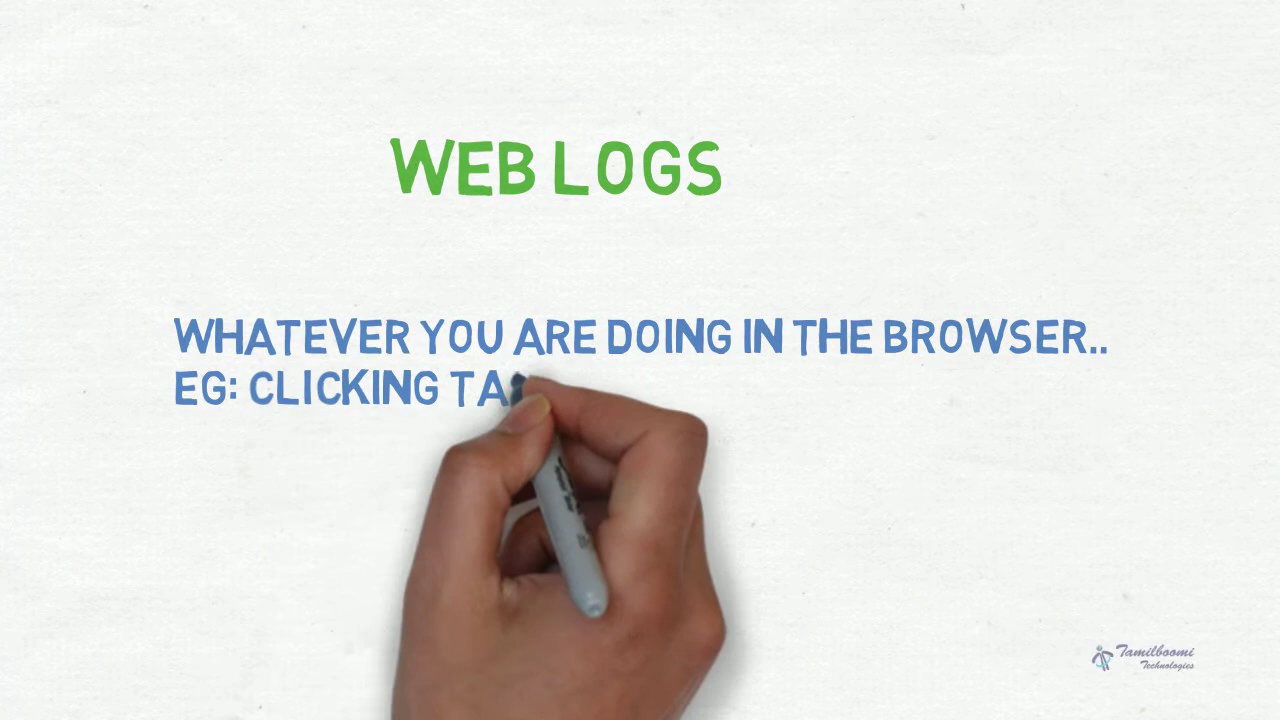 WEB LOGS
WHATEVER YOU ARE DOING IN THE BROWSER..
EG: CLICKING TA
Tamilboomi
Technologies